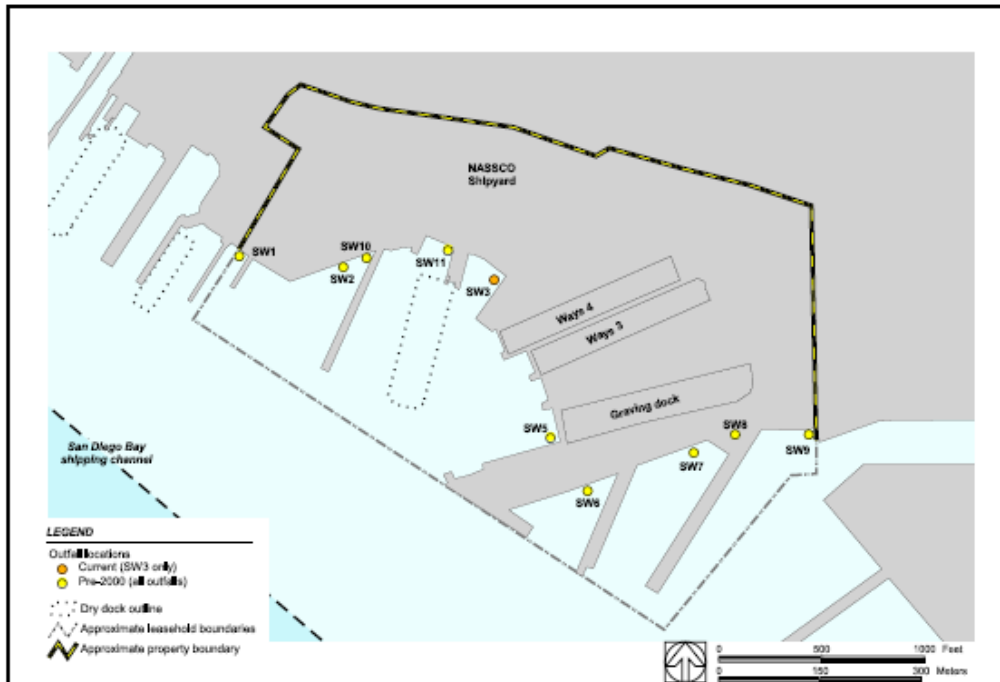 NASSCO
Shipyard
SW1
SW10
SW2
SW11
SW3
Ways 4
Ways 3
Graving dock
SW5
SW8
SW9
SW7
SW6
San Diego Bay
shipping channel
LEGEND
Outfall locations
Current (SW3 only)
Pre-2000 (all outfalls)
Dry dock outline
Approximate leasehold boundaries
Approximate property boundary
0 500 1000 Feet
0 150 300 Meters